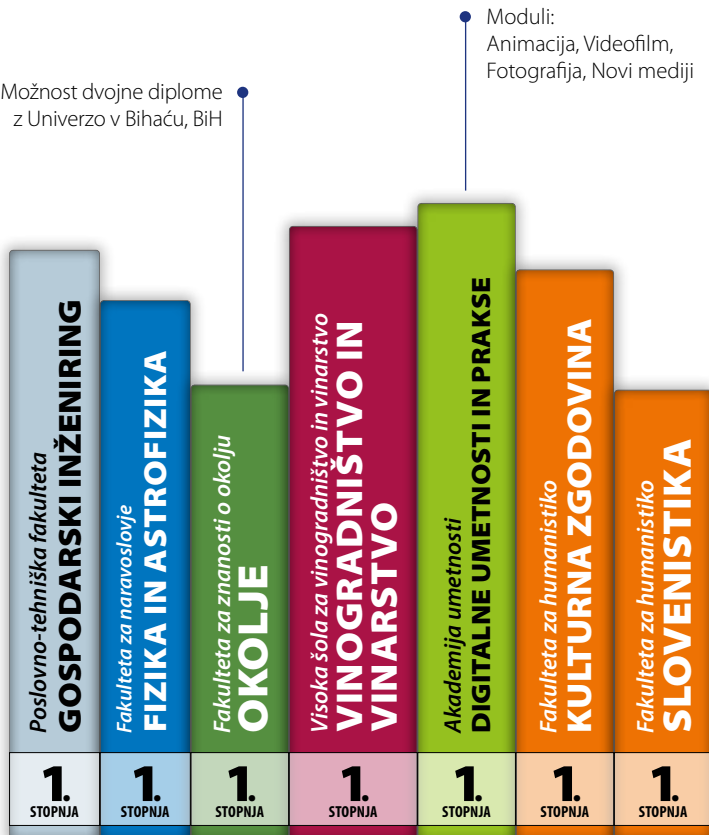 Moduli:
Animacija, Videofilm,
Fotografija, Novi mediji
Možnost dvojne diplome
z Univerzo v Bihaću, BiH
Poslovno-tehniška fakulteta
GOSPODARSKI INŽENIRING
1.
STOPNJA
Fakulteta za naravoslovje
FIZIKA IN ASTROFIZIKA
1.
STOPNJA
Fakulteta za znanosti o okolju
OKOLJE
1.
STOPNJA
Visoka šola za vinogradništvo in vinarstvo
VINOGRADNIŠTVO IN
VINARSTVO
1.
STOPNJA
Akademija umetnosti
DIGITALNE UMETNOSTI IN PRAKSE
1.
STOPNJA
Fakulteta za humanistiko
KULTURNA ZGODOVINA
1.
STOPNJA
Fakulteta za humanistiko
SLOVENISTIKA
1.
STOPNJA